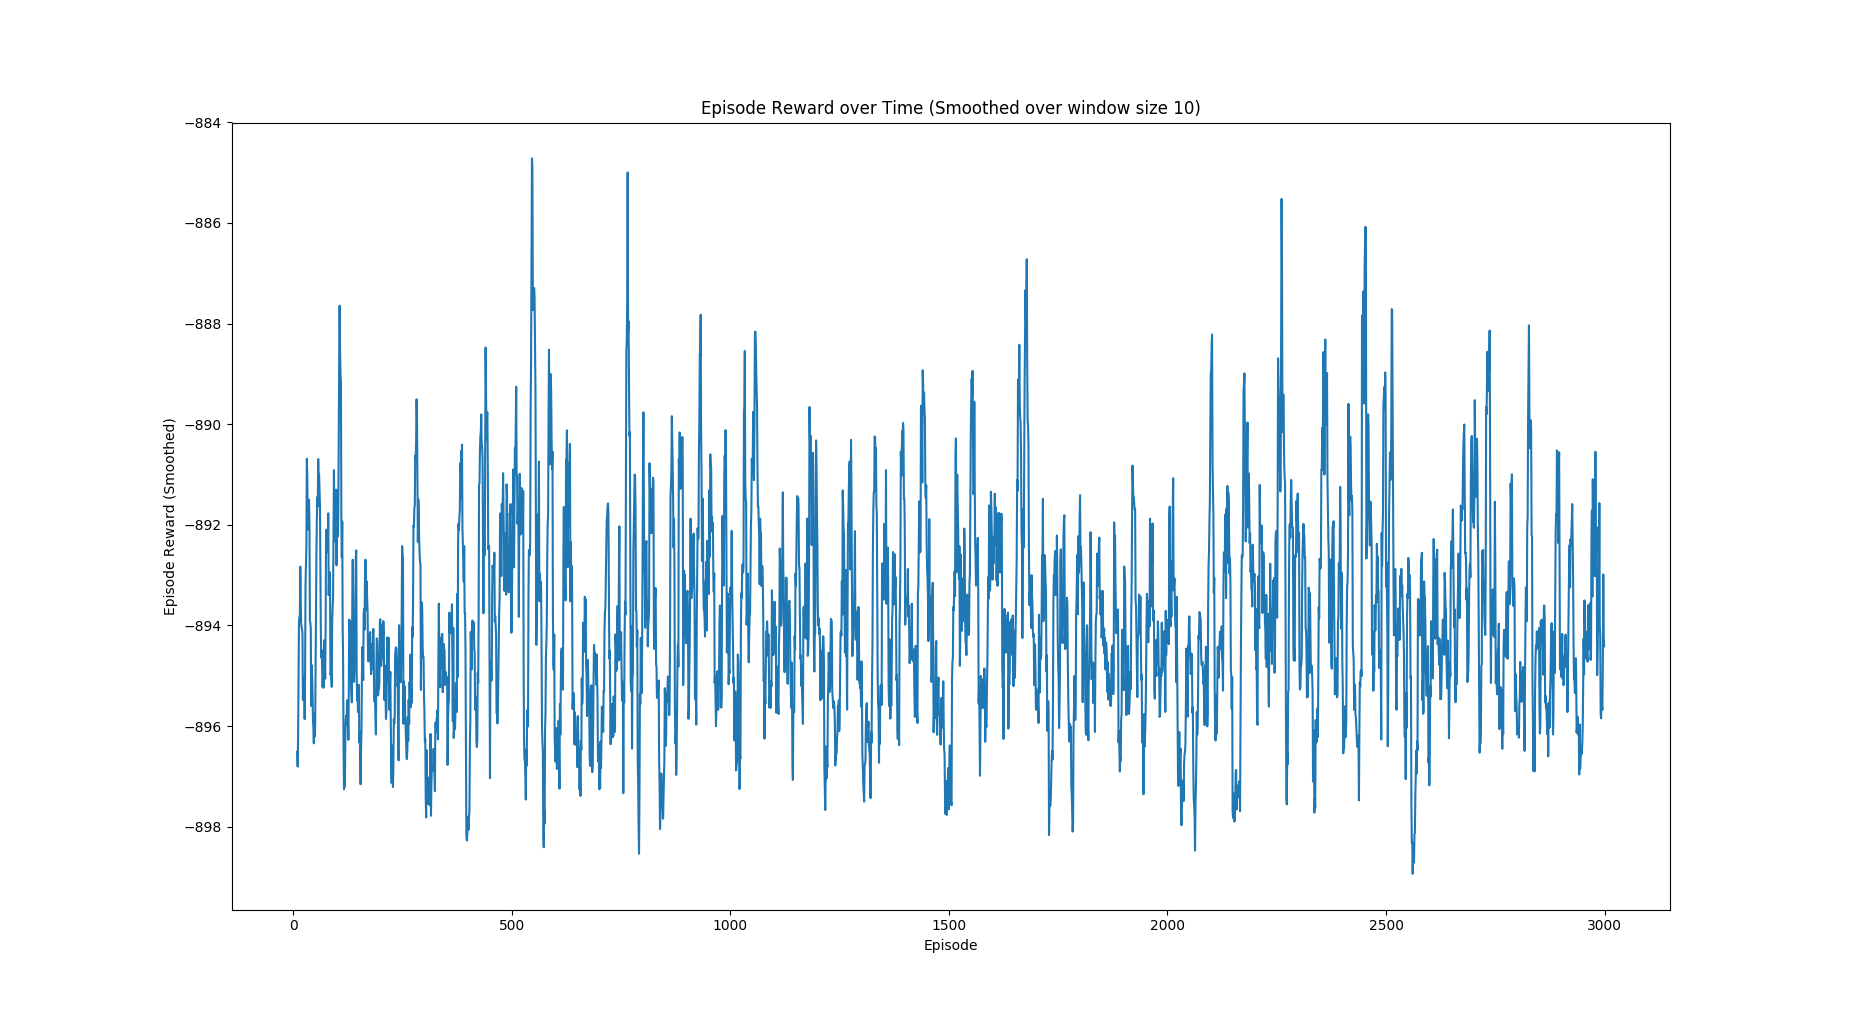 Episode Reward over Time (Smoothed over window size 10)
Episode Reward (Smoothed)
−884
−886
−888
−890
−892
−894
−896
−898
0 500 1000 1500 2000 2500 3000
Episode